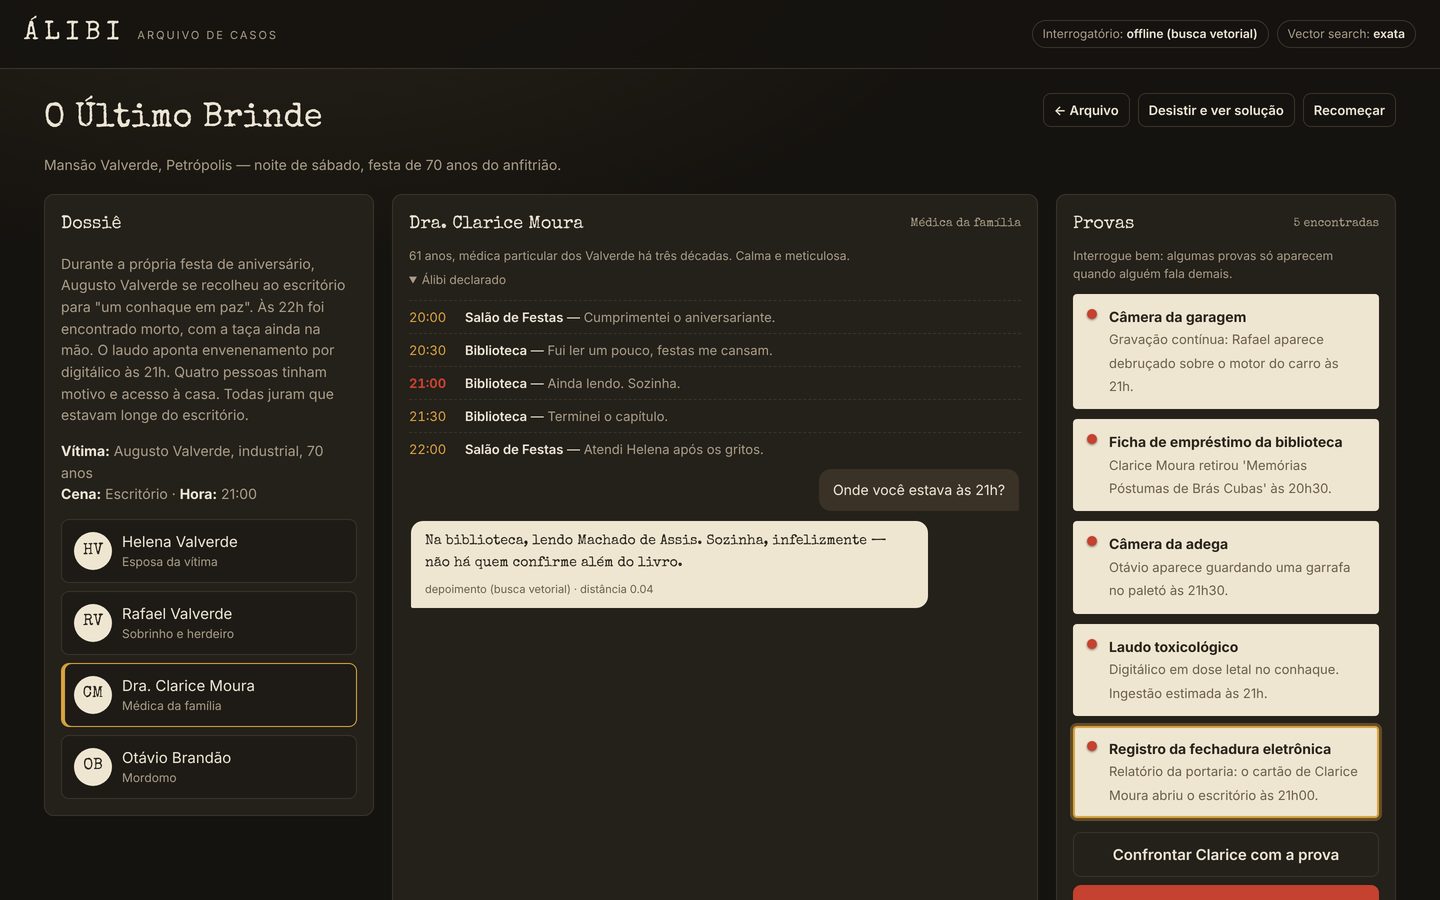 ÁLIBI ARQUIVO DE CASOS
Interrogatório: offline (busca vetorial)
Vector search: exata
O Último Brinde
← Arquivo
Desistir e ver solução
Recomeçar
Mansão Valverde, Petrópolis — noite de sábado, festa de 70 anos do anfitrião.
Dossiê
Durante a própria festa de aniversário,
Augusto Valverde se recolheu ao escritório
para "um conhaque em paz". Às 22h foi
encontrado morto, com a taça ainda na
mão. O laudo aponta envenenamento por
digitálico às 21h. Quatro pessoas tinham
motivo e acesso à casa. Todas juram que
estavam longe do escritório.
Vítima: Augusto Valverde, industrial, 70
anos
Cena: Escritório · Hora: 21:00
HV
Helena Valverde
Esposa da vítima
RV
Rafael Valverde
Sobrinho e herdeiro
CM
Dra. Clarice Moura
Médica da família
OB
Otávio Brandão
Mordomo
Dra. Clarice Moura
Médica da família
61 anos, médica particular dos Valverde há três décadas. Calma e meticulosa.
▼ Álibi declarado
20:00 Salão de Festas — Cumprimentei o aniversariante.
20:30 Biblioteca — Fui ler um pouco, festas me cansam.
21:00 Biblioteca — Ainda lendo. Sozinha.
21:30 Biblioteca — Terminei o capítulo.
22:00 Salão de Festas — Atendi Helena após os gritos.
Onde você estava às 21h?
Na biblioteca, lendo Machado de Assis. Sozinha, infelizmente —
não há quem confirme além do livro.
depoimento (busca vetorial) · distância 0.04
Provas
5 encontradas
Interrogue bem: algumas provas só aparecem
quando alguém fala demais.
Câmera da garagem
Gravação contínua: Rafael aparece
debruçado sobre o motor do carro às
21h.
Ficha de empréstimo da biblioteca
Clarice Moura retirou 'Memórias
Póstumas de Brás Cubas' às 20h30.
Câmera da adega
Otávio aparece guardando uma garrafa
no paletó às 21h30.
Laudo toxicológico
Digitálico em dose letal no conhaque.
Ingestão estimada às 21h.
Registro da fechadura eletrônica
Relatório da portaria: o cartão de Clarice
Moura abriu o escritório às 21h00.
Confrontar Clarice com a prova